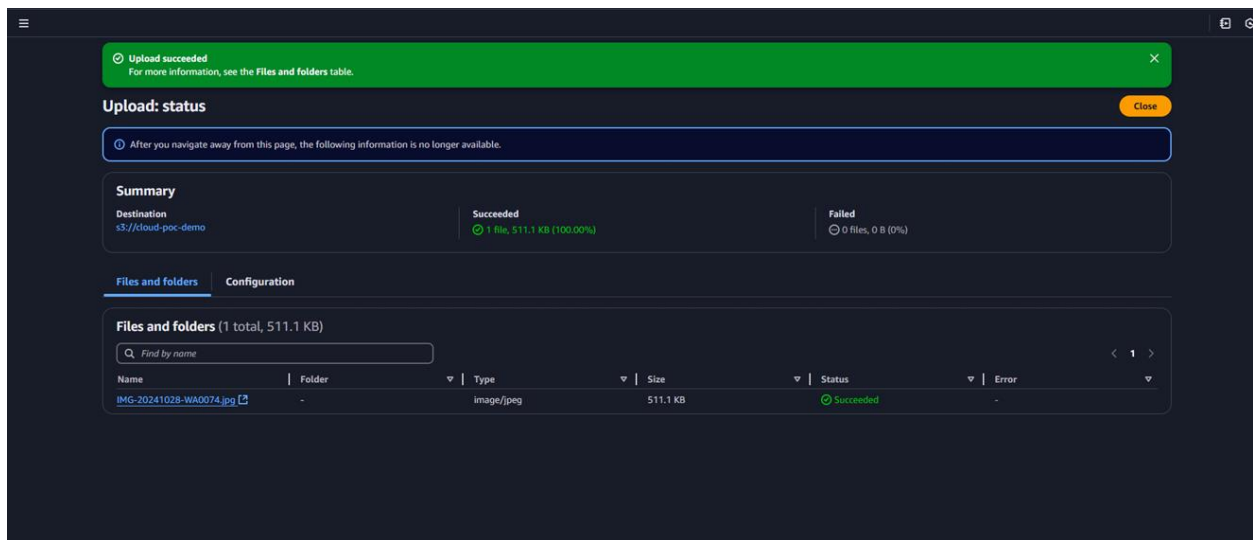 Upload succeeded
For more information, see the Files and folders table.
Upload: status
Close
After you navigate away from this page, the following information is no longer available.
Summary
Destination
s3://cloud-poc-demo
Succeeded
1 file, 511.1 KB (100.00%)
Failed
0 files, 0 B (0%)
Files and folders
Configuration
Files and folders (1 total, 511.1 KB)
Find by name
1
Name Folder Type Size Status Error
IMG-20241028-WA0074.jpg - image/jpeg 511.1 KB Succeeded -